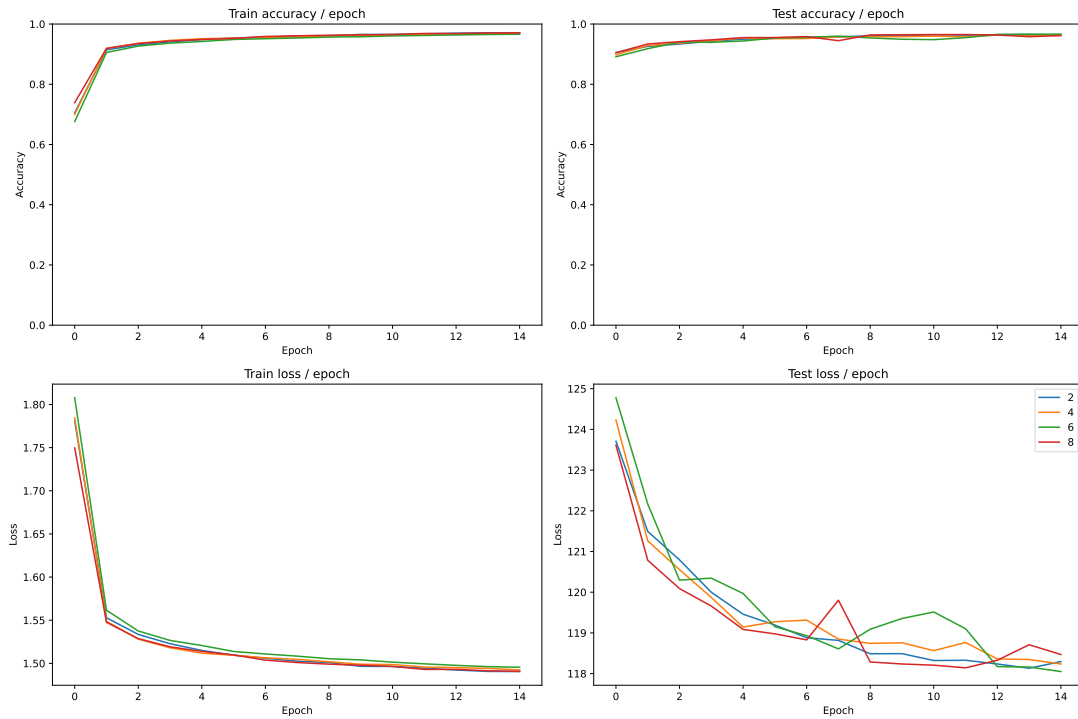 Train accuracy / epoch
1.0
0.8
0.6
0.4
0.2
0.0
Accuracy
0 2 4 6 8 10 12 14
Epoch
Test accuracy / epoch
1.0
0.8
0.6
0.4
0.2
0.0
Accuracy
0 2 4 6 8 10 12 14
Epoch
Train loss / epoch
1.80
1.75
1.70
1.65
1.60
1.55
1.50
Loss
0 2 4 6 8 10 12 14
Epoch
Test loss / epoch
125
124
123
122
121
120
119
118
Loss
0 2 4 6 8 10 12 14
Epoch
2
4
6
8